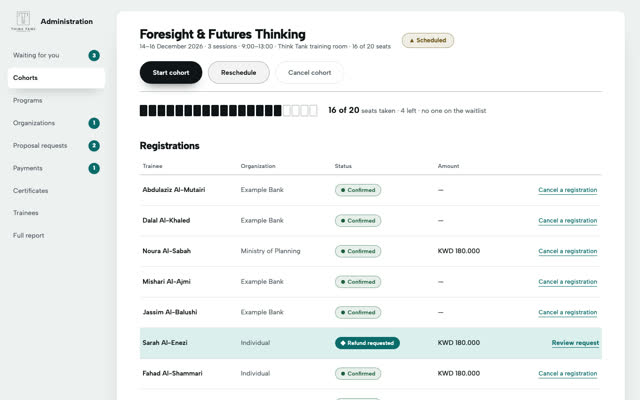 THINK TANK
Administration
Waiting for you 3
Cohorts
Programs
Organizations 1
Proposal requests 2
Payments 1
Certificates
Trainees
Full report
Foresight & Futures Thinking
14–16 December 2026 · 3 sessions · 9:00–13:00 · Think Tank training room · 16 of 20 seats
▲ Scheduled
Start cohort Reschedule Cancel cohort
16 of 20 seats taken · 4 left · no one on the waitlist
Registrations
Trainee Organization Status Amount
Abdulaziz Al-Mutairi Example Bank Confirmed — Cancel a registration
Dalal Al-Khaled Example Bank Confirmed — Cancel a registration
Noura Al-Sabah Ministry of Planning Confirmed KWD 180.000 Cancel a registration
Mishari Al-Ajmi Example Bank Confirmed — Cancel a registration
Jassim Al-Balushi Example Bank Confirmed — Cancel a registration
Sarah Al-Enezi Individual Refund requested KWD 180.000 Review request
Fahad Al-Shammari Individual Confirmed KWD 180.000 Cancel a registration